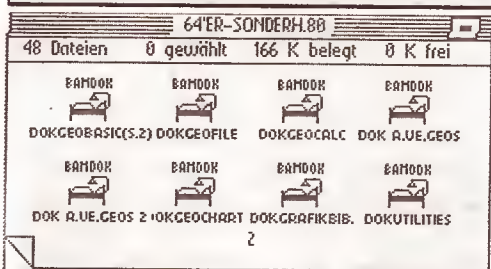 64'ER-SONDERH.80
48 Dateien 0 gewählt 166 K belegt 0 K frei
BAMDOK BAMDOK BAMDOK BAMDOK
DOKGEOBASIC(S.2) DOKGEOFILE DOKGEOCALC DOK A.UE.GEOS
BAMDOK BAMDOK BAMDOK BAMDOK
DOK A.UE.GEOS 2 OKGEOCHART DOKGRAFIKBIB. DOKUTILITIES
2